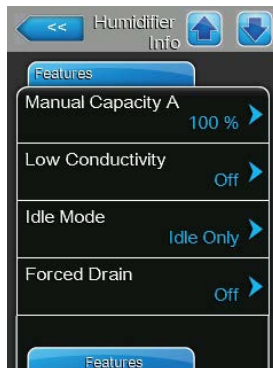 <<
Humidifier
Info
Features
Manual Capacity A
100 %
Low Conductivity
Off
Idle Mode
Idle Only
Forced Drain
Off
Features